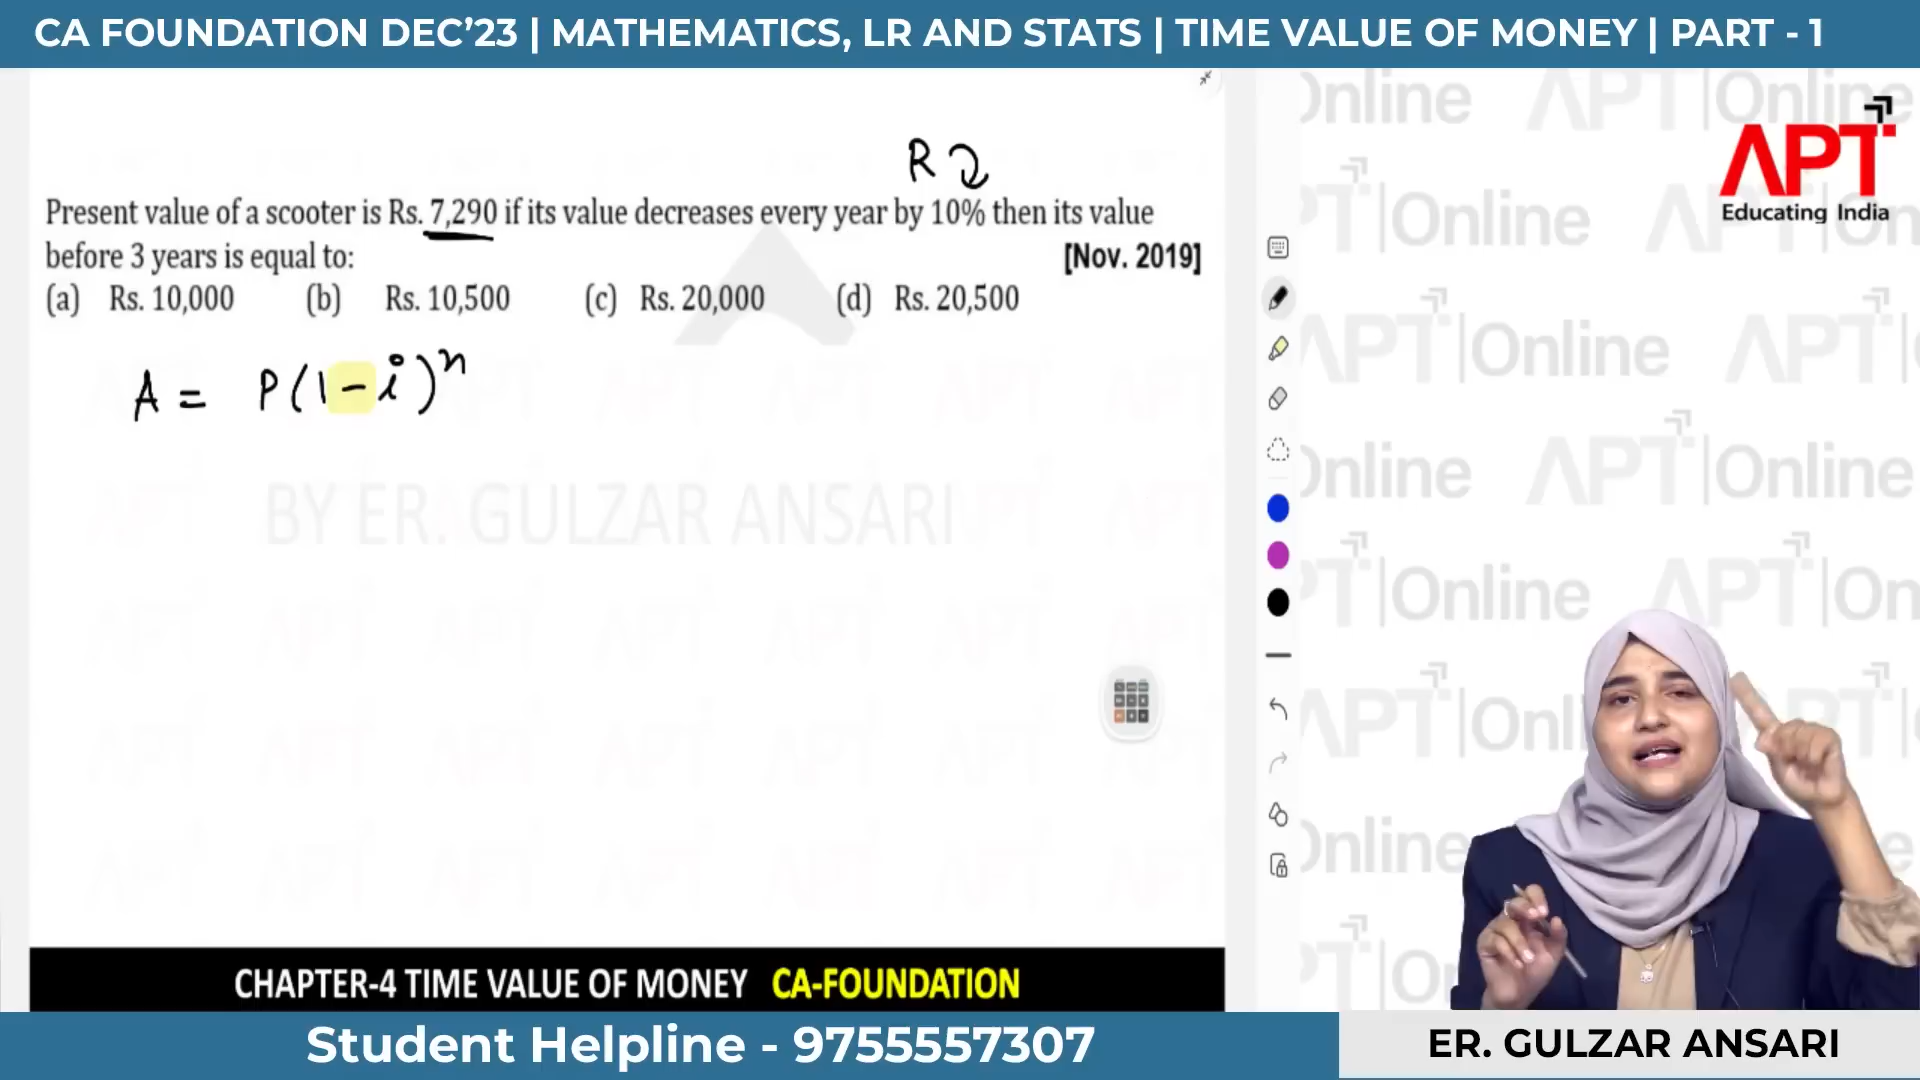 CA FOUNDATION DEC’23 | MATHEMATICS, LR AND STATS | TIME VALUE OF MONEY | PART - 1
R
Present value of a scooter is Rs. 7,290 if its value decreases every year by 10% then its value
before 3 years is equal to: [Nov. 2019]
(a) Rs. 10,000 (b) Rs. 10,500 (c) Rs. 20,000 (d) Rs. 20,500
A = P(1-i)ⁿ
BY ER. GULZAR ANSARI
APT
Educating India
APT|Online
CHAPTER-4 TIME VALUE OF MONEY CA-FOUNDATION
Student Helpline - 9755557307
ER. GULZAR ANSARI